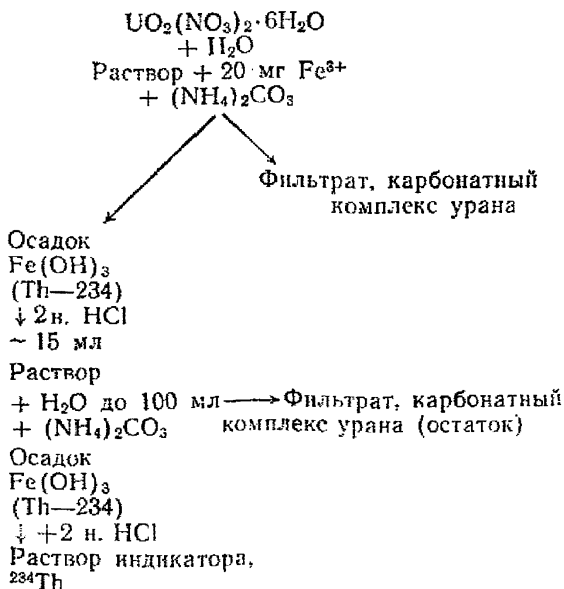 UO₂(NO₃)₂·6H₂O
+ H₂O
Раствор + 20 мг Fe³⁺
+ (NH₄)₂CO₃
Фильтрат, карбонатный
комплекс урана
Осадок
Fe(OH)₃
(Th—234)
↓ 2н. HCl
~ 15 мл
Раствор
+ H₂O до 100 мл → Фильтрат, карбонатный
+ (NH₄)₂CO₃ комплекс урана (остаток)
Осадок
Fe(OH)₃
(Th—234)
↓ +2 н. HCl
Раствор индикатора,
²³⁴Th